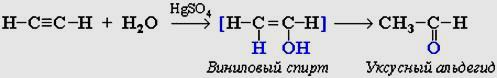 H–C≡C–H + H₂O HgSO₄ → [H–C=C–H] → CH₃–C–H
H OH O
Виниловый спирт Уксусный альдегид